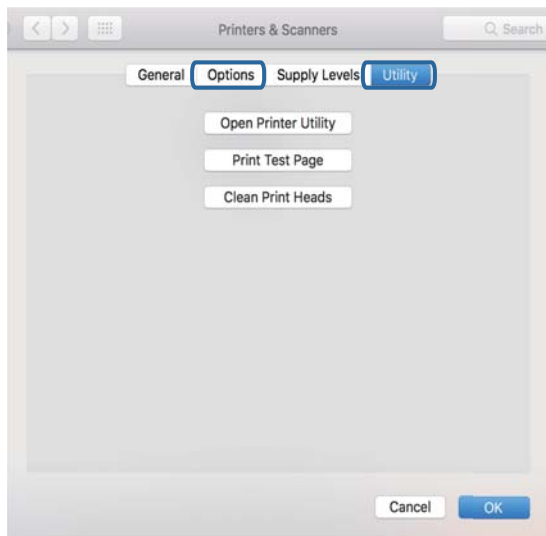 Printers & Scanners Search
General Options Supply Levels Utility
Open Printer Utility
Print Test Page
Clean Print Heads
Cancel OK